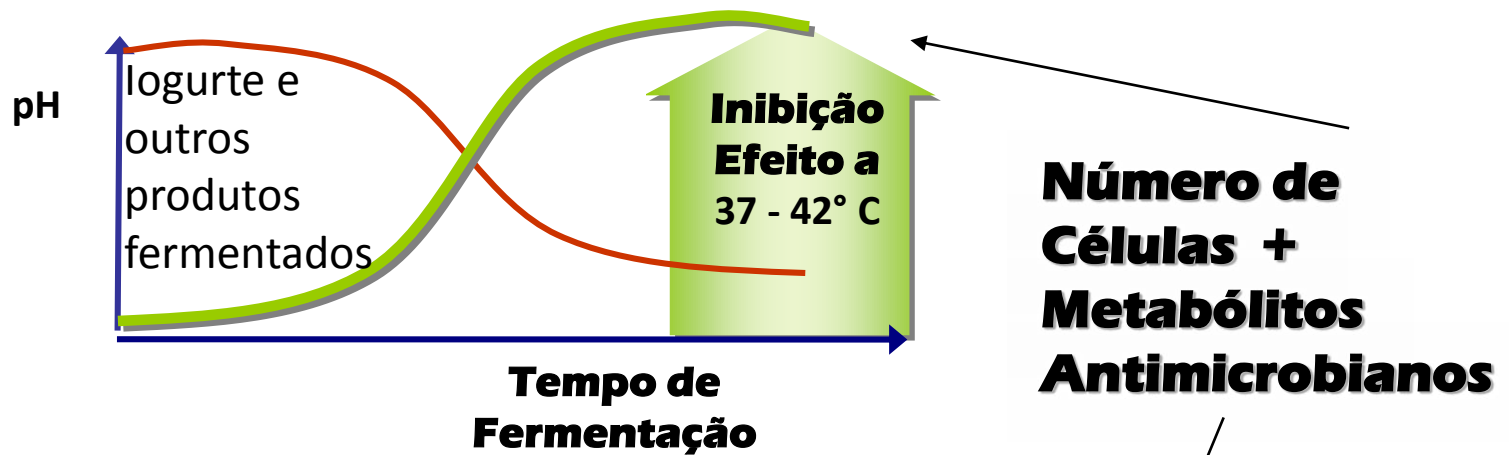 pH
Iogurte e
outros
produtos
fermentados
Inibição
Efeito a
37 - 42° C
Número de
Células +
Metabólitos
Antimicrobianos
Tempo de
Fermentação